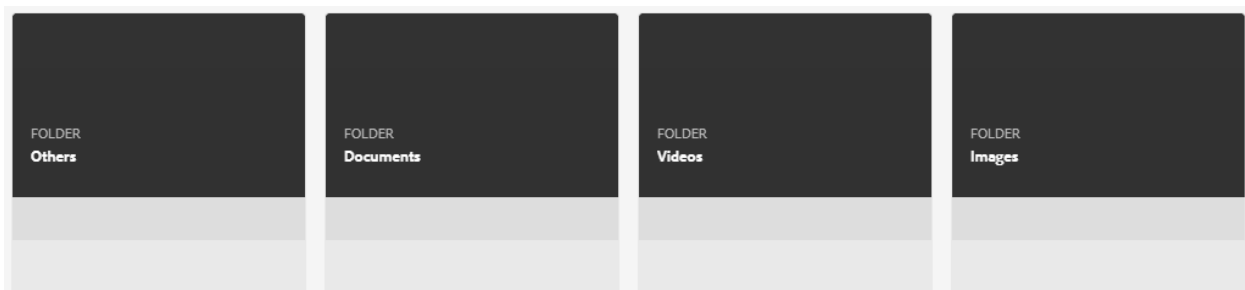 FOLDER
Others
FOLDER
Documents
FOLDER
Videos
FOLDER
Images